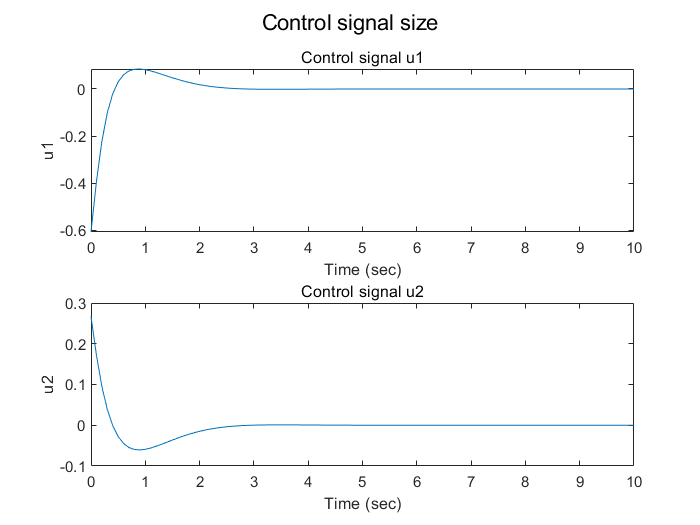 Control signal size
Control signal u1
0
-0.2
-0.4
-0.6
u1
0 1 2 3 4 5 6 7 8 9 10
Time (sec)
Control signal u2
0.3
0.2
0.1
0
-0.1
u2
0 1 2 3 4 5 6 7 8 9 10
Time (sec)